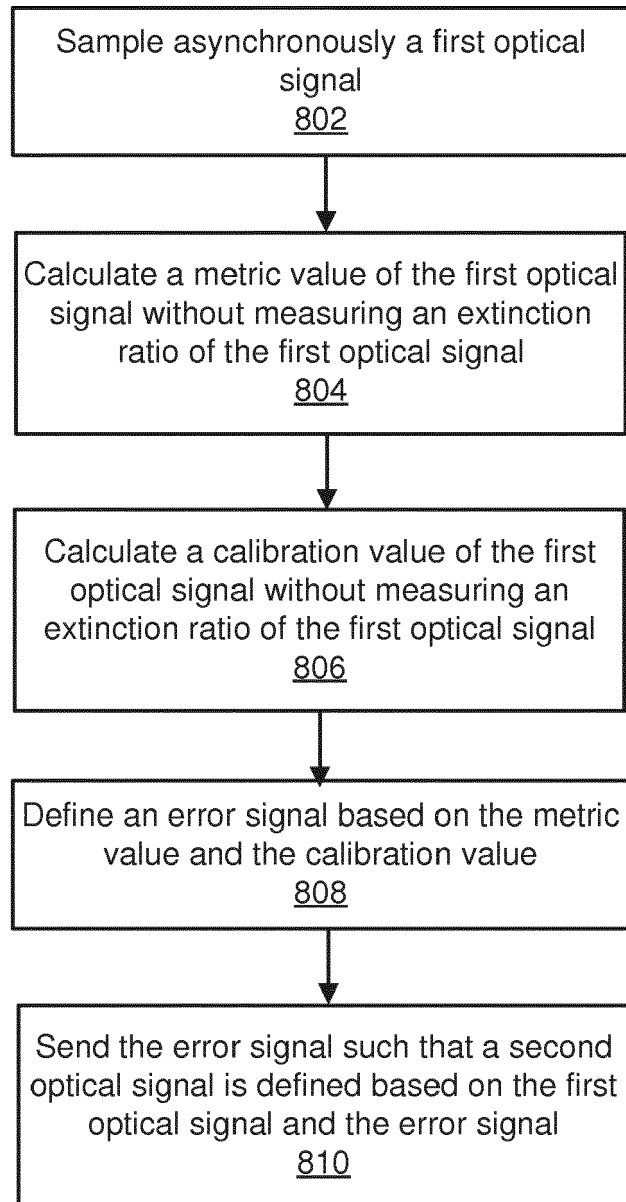 Sample asynchronously a first optical
signal
802
Calculate a metric value of the first optical
signal without measuring an extinction
ratio of the first optical signal
804
Calculate a calibration value of the first
optical signal without measuring an
extinction ratio of the first optical signal
806
Define an error signal based on the metric
value and the calibration value
808
Send the error signal such that a second
optical signal is defined based on the first
optical signal and the error signal
810